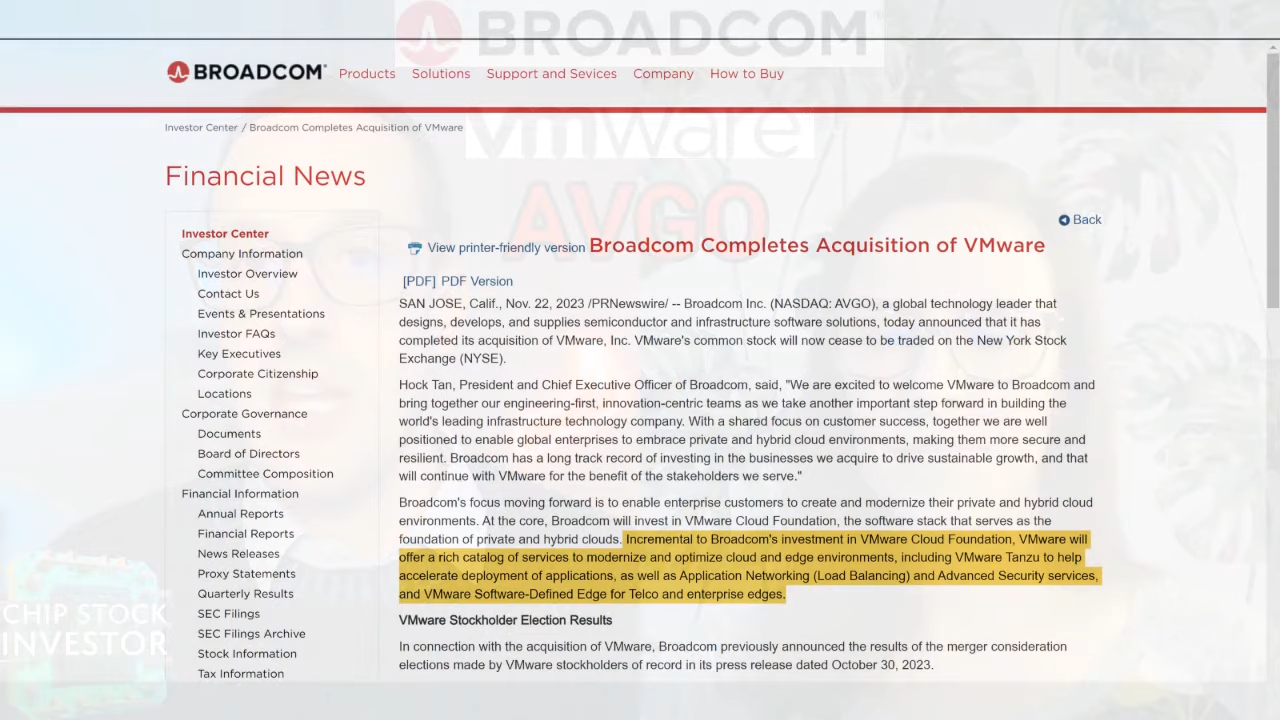 BROADCOM
BROADCOM® Products Solutions Support and Sevices Company How to Buy
Investor Center / Broadcom Completes Acquisition of VMware
vmware
Financial News
AVGO
Investor Center
Company Information
Investor Overview
Contact Us
Events & Presentations
Investor FAQs
Key Executives
Corporate Citizenship
Locations
Corporate Governance
Documents
Board of Directors
Committee Composition
Financial Information
Annual Reports
Financial Reports
News Releases
Proxy Statements
Quarterly Results
SEC Filings
SEC Filings Archive
Stock Information
Tax Information
Back
View printer-friendly version Broadcom Completes Acquisition of VMware
[PDF] PDF Version
SAN JOSE, Calif., Nov. 22, 2023 /PRNewswire/ -- Broadcom Inc. (NASDAQ: AVGO), a global technology leader that
designs, develops, and supplies semiconductor and infrastructure software solutions, today announced that it has
completed its acquisition of VMware, Inc. VMware's common stock will now cease to be traded on the New York Stock
Exchange (NYSE).
Hock Tan, President and Chief Executive Officer of Broadcom, said, "We are excited to welcome VMware to Broadcom and
bring together our engineering-first, innovation-centric teams as we take another important step forward in building the
world's leading infrastructure technology company. With a shared focus on customer success, together we are well
positioned to enable global enterprises to embrace private and hybrid cloud environments, making them more secure and
resilient. Broadcom has a long track record of investing in the businesses we acquire to drive sustainable growth, and that
will continue with VMware for the benefit of the stakeholders we serve."
Broadcom's focus moving forward is to enable enterprise customers to create and modernize their private and hybrid cloud
environments. At the core, Broadcom will invest in VMware Cloud Foundation, the software stack that serves as the
foundation of private and hybrid clouds. Incremental to Broadcom's investment in VMware Cloud Foundation, VMware will
offer a rich catalog of services to modernize and optimize cloud and edge environments, including VMware Tanzu to help
accelerate deployment of applications, as well as Application Networking (Load Balancing) and Advanced Security services,
and VMware Software-Defined Edge for Telco and enterprise edges.
VMware Stockholder Election Results
In connection with the acquisition of VMware, Broadcom previously announced the results of the merger consideration
elections made by VMware stockholders of record in its press release dated October 30, 2023.
CHIP STOCK
INVESTOR